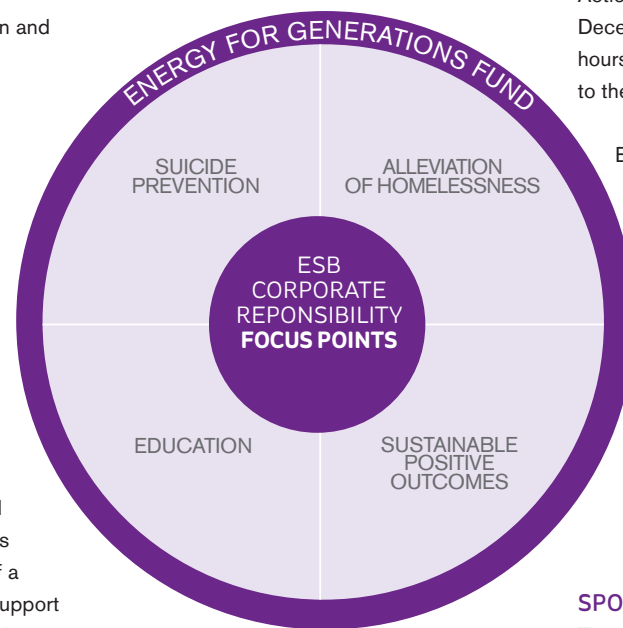 n and
ENERGY FOR GENERATIONS FUND
SUICIDE
PREVENTION
ALLEVIATION
OF HOMELESSNESS
ESB
CORPORATE
REPONSIBILITY
FOCUS POINTS
EDUCATION
SUSTAINABLE
POSITIVE
OUTCOMES
s
f a
upport
Dece
hours
to the
E
SPO